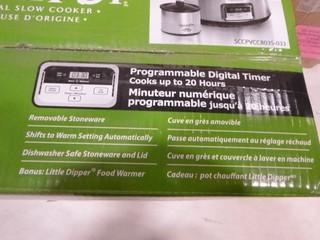 AL SLOW COOKER •
USE D'ORIGINE •
SCCPVCC803S-033
Programmable Digital Timer
Cooks up to 20 Hours
Minuteur numérique
programmable jusqu'à 20 heures
Removable Stoneware
Cuve en grès amovible
Shifts to Warm Setting Automatically
Passe automatiquement au réglage réchaud
Dishwasher Safe Stoneware and Lid
Cuve en grès et couvercle à laver en machine
Bonus: Little Dipper® Food Warmer
Cadeau: pot chauffant Little Dipper®